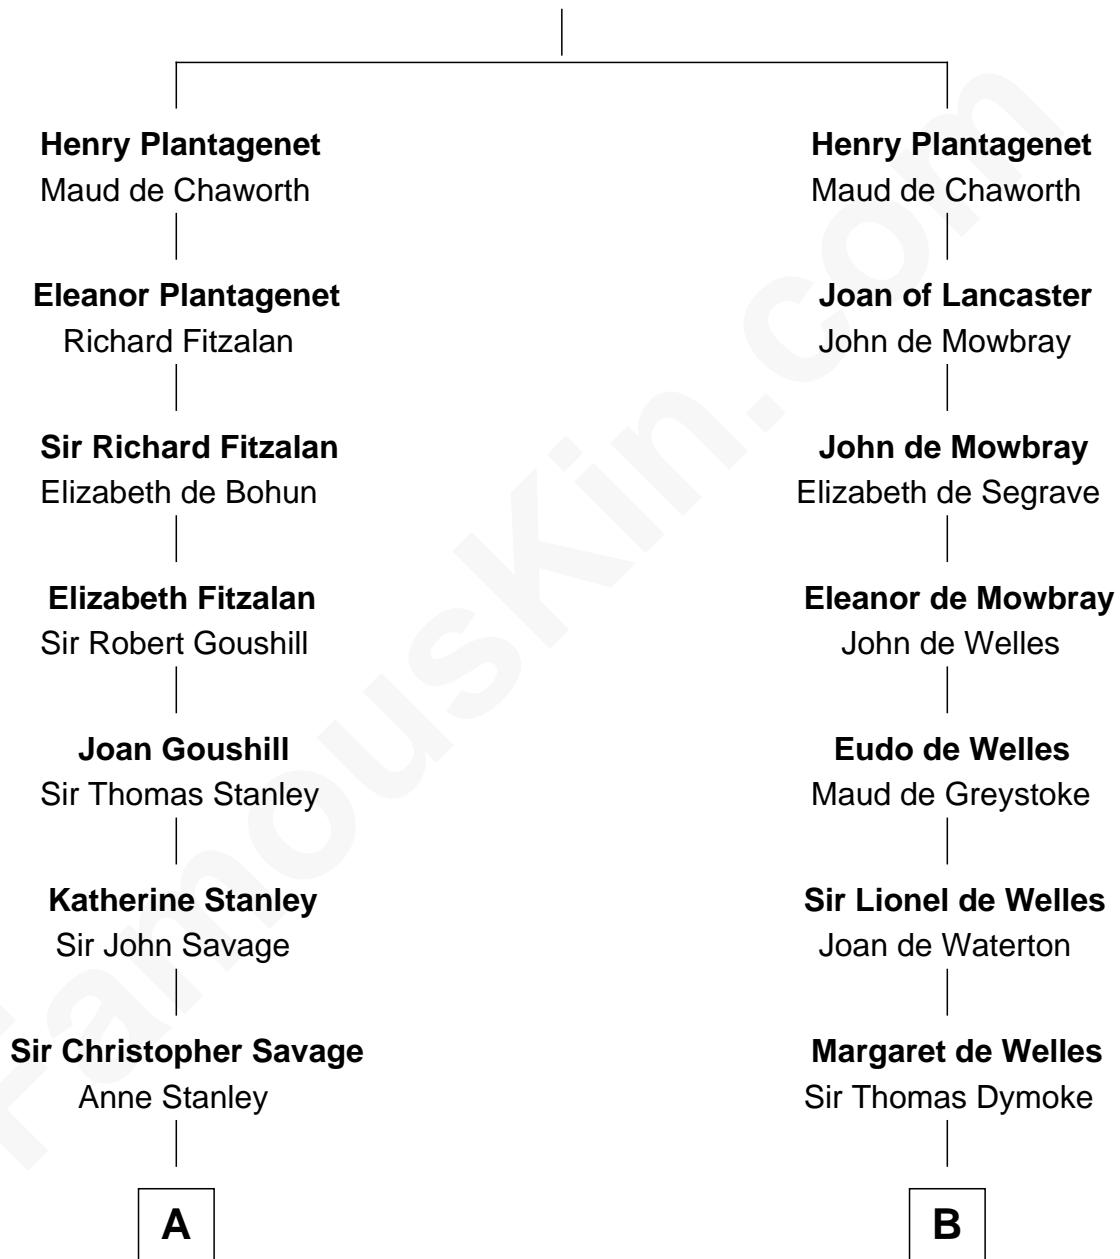 Henry Plantagenet
Maud de Chaworth
Eleanor Plantagenet
Richard Fitzalan
Sir Richard Fitzalan
Elizabeth de Bohun
Elizabeth Fitzalan
Sir Robert Goushill
Joan Goushill
Sir Thomas Stanley
Katherine Stanley
Sir John Savage
Sir Christopher Savage
Anne Stanley
A
Henry Plantagenet
Maud de Chaworth
Joan of Lancaster
John de Mowbray
John de Mowbray
Elizabeth de Segrave
Eleanor de Mowbray
John de Welles
Eudo de Welles
Maud de Greystoke
Sir Lionel de Welles
Joan de Waterton
Margaret de Welles
Sir Thomas Dymoke
B
FamousKin.com